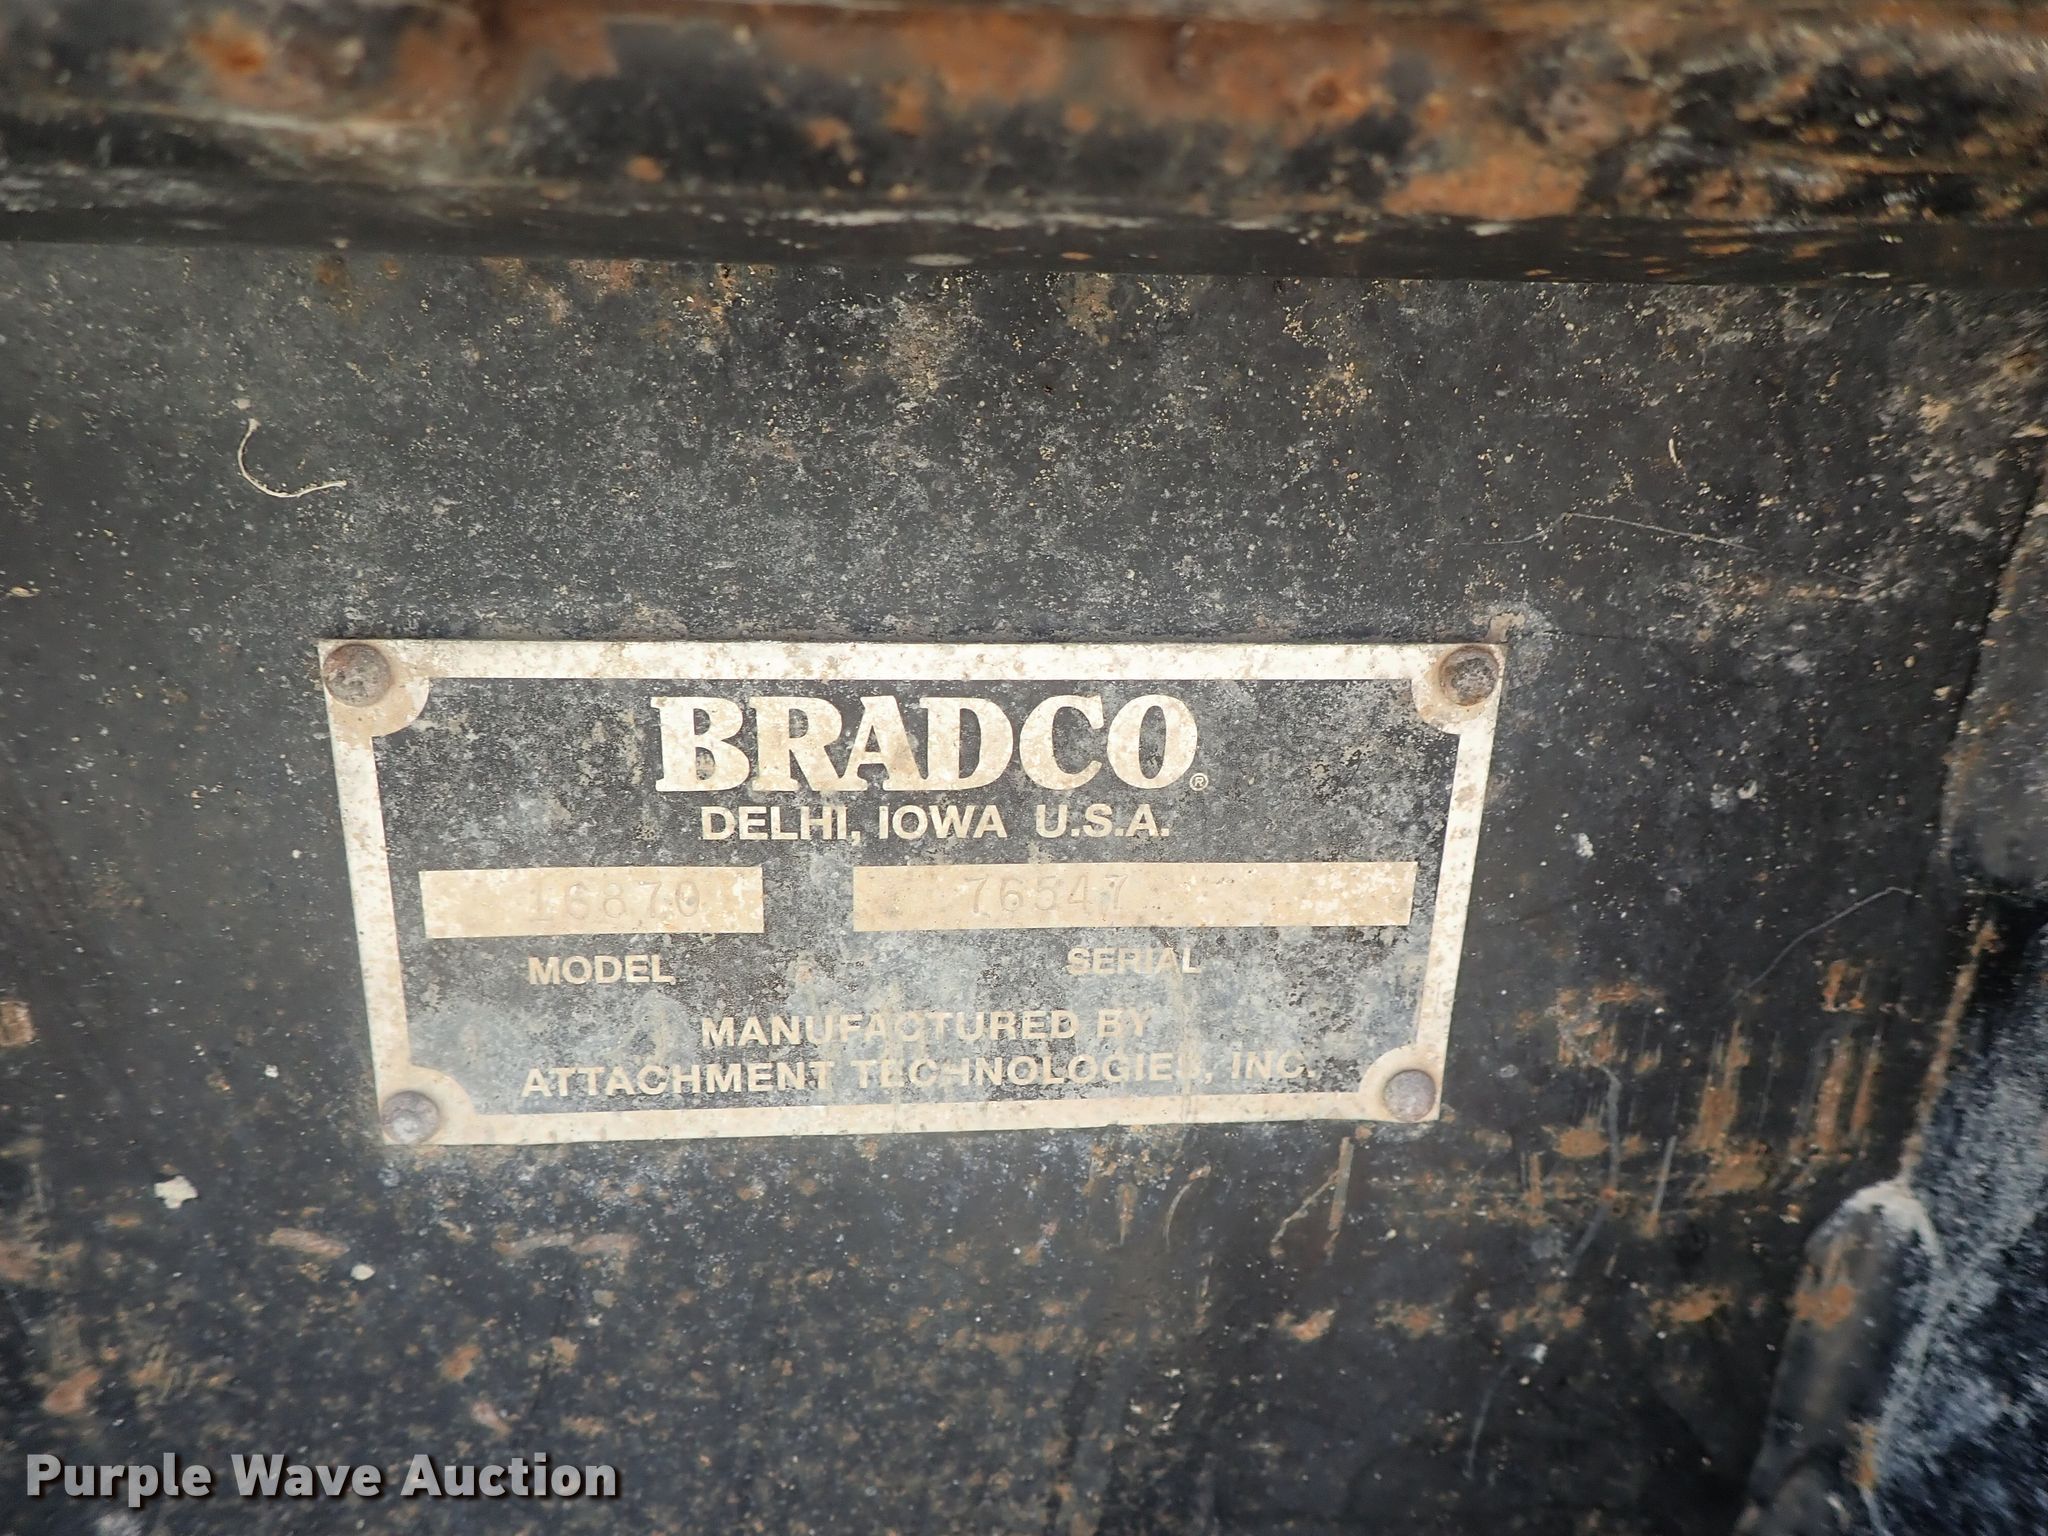 BRADCO®
DELHI, IOWA U.S.A.
16870 76547
MODEL SERIAL
MANUFACTURED BY
ATTACHMENT TECHNOLOGIES, INC.
Purple Wave Auction